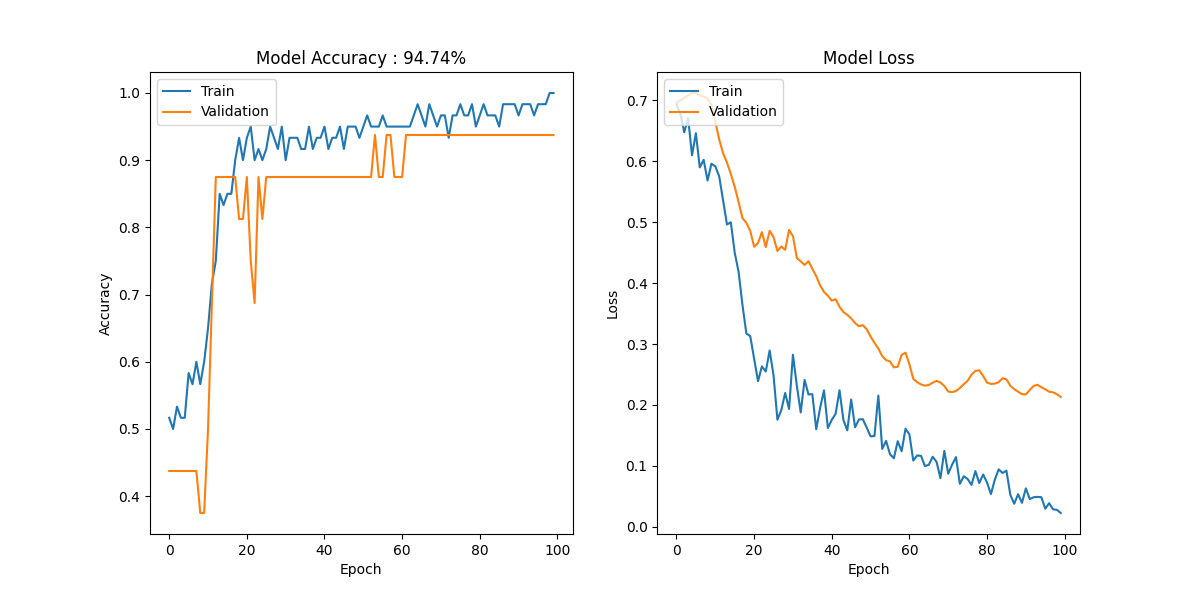 Model Accuracy : 94.74%
Train
Validation
1.0
0.9
0.8
0.7
0.6
0.5
0.4
Accuracy
0 20 40 60 80 100
Epoch
Model Loss
Train
Validation
0.7
0.6
0.5
0.4
0.3
0.2
0.1
0.0
Loss
0 20 40 60 80 100
Epoch